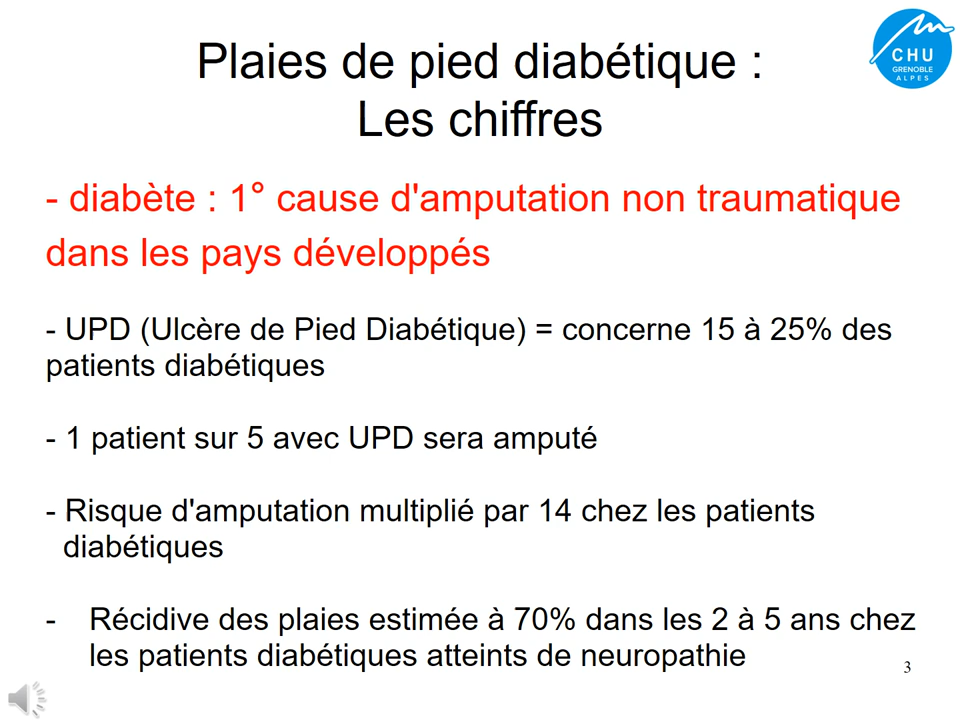 Plaies de pied diabétique :
Les chiffres
CHU
GRENOBLE
ALPES
- diabète : 1° cause d'amputation non traumatique
dans les pays développés
- UPD (Ulcère de Pied Diabétique) = concerne 15 à 25% des
patients diabétiques
- 1 patient sur 5 avec UPD sera amputé
- Risque d'amputation multiplié par 14 chez les patients
diabétiques
- Récidive des plaies estimée à 70% dans les 2 à 5 ans chez
les patients diabétiques atteints de neuropathie
3